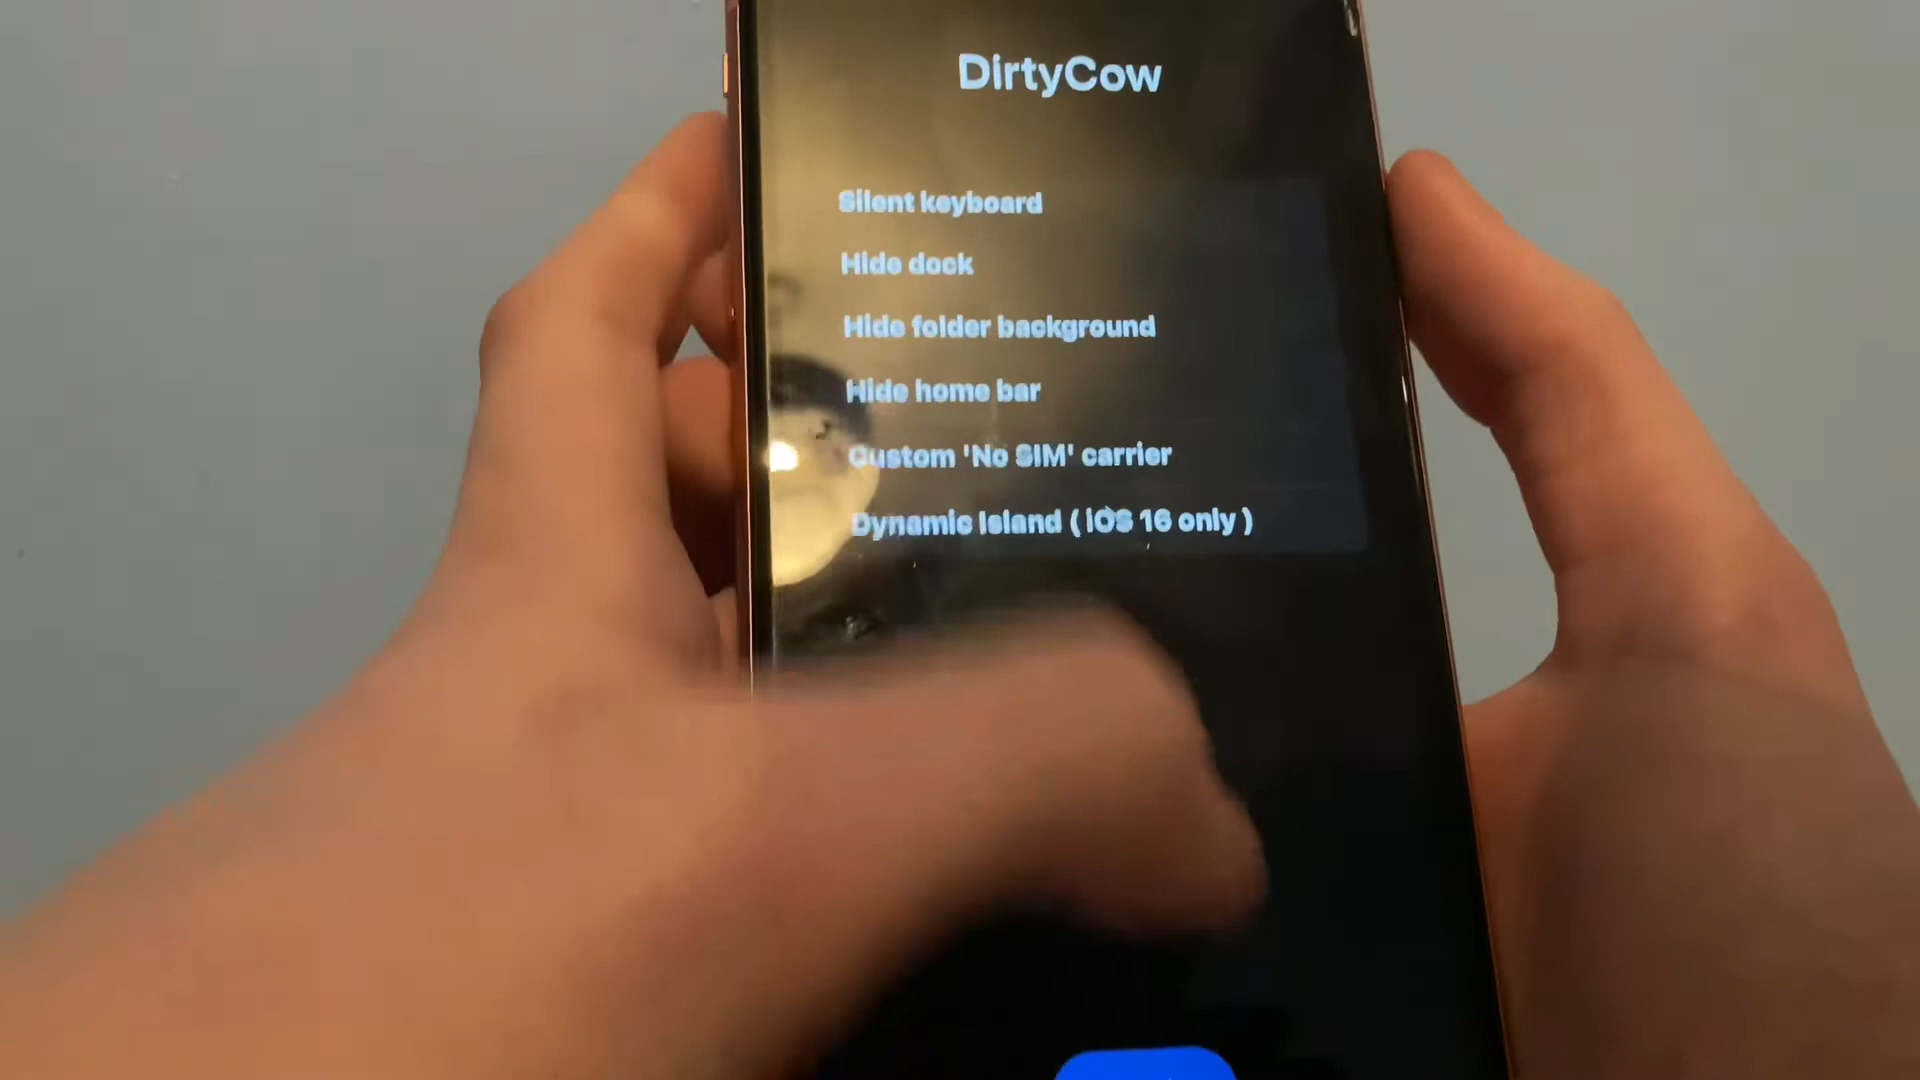 DirtyCow
Silent keyboard
Hide dock
Hide folder background
Hide home bar
Custom 'No SIM' carrier
Dynamic Island ( iOS 16 only )